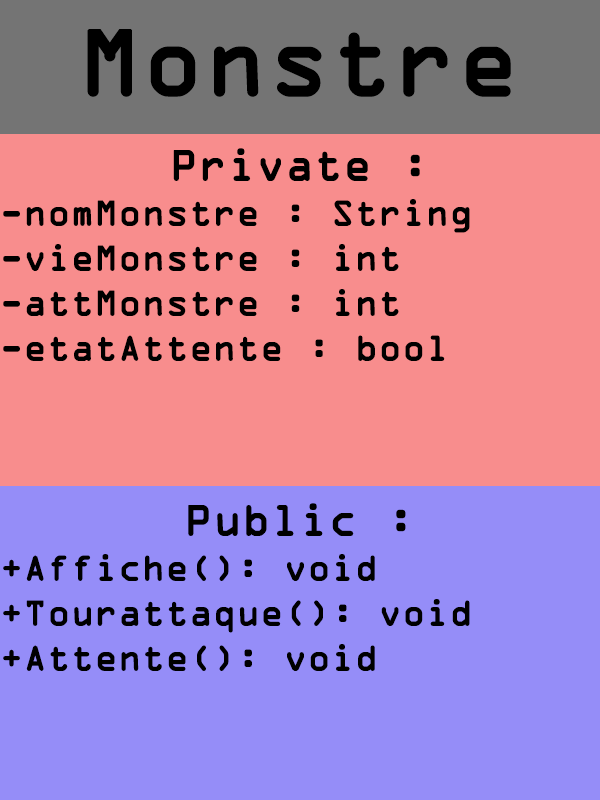 Monstre
Private :
-nomMonstre : String
-vieMonstre : int
-attMonstre : int
-etatAttente : bool
Public :
+Affiche(): void
+Tourattaque(): void
+Attente(): void